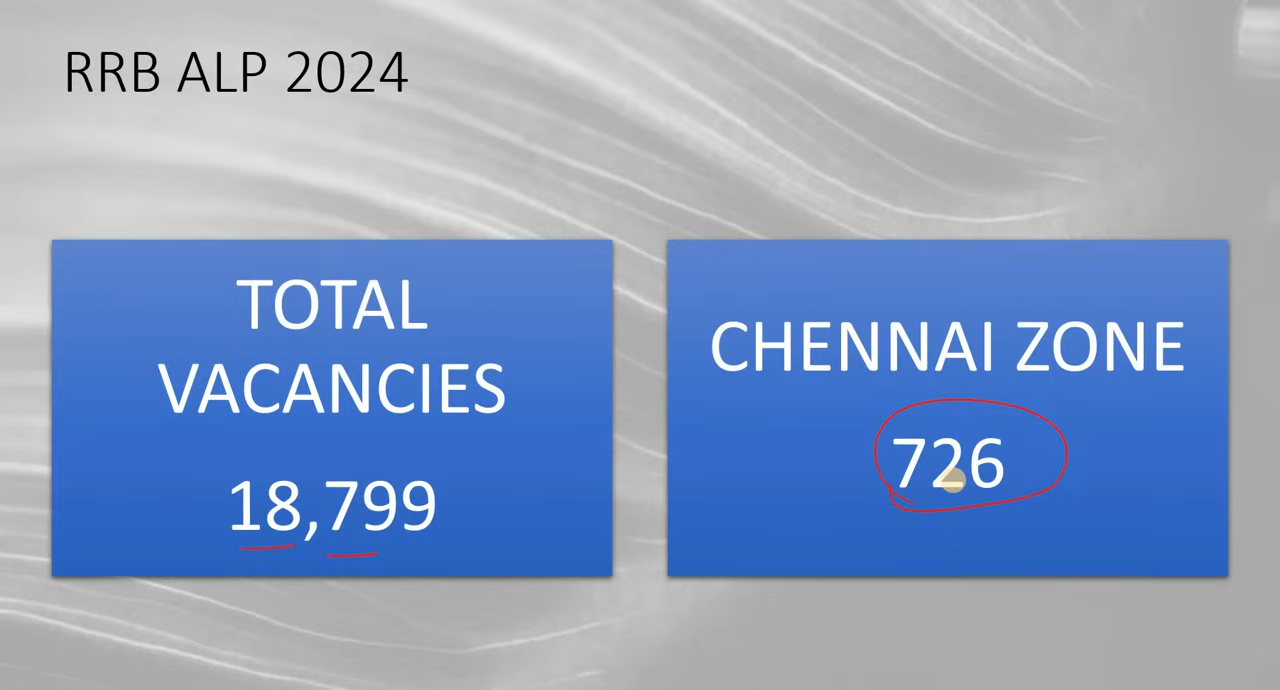 RRB ALP 2024
TOTAL
VACANCIES
18,799
CHENNAI ZONE
726